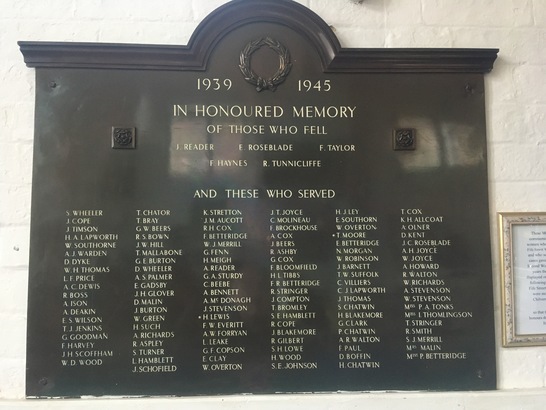 1939 1945
IN HONOURED MEMORY
OF THOSE WHO FELL
J. READER E. ROSEBLADE F. TAYLOR
F. HAYNES R. TUNNICLIFFE
AND THESE WHO SERVED
S. WHEELER
J. COPE
J. TIMSON
H. A. LAPWORTH
W. SOUTHORNE
A. J. WARDEN
D. DYKE
W. H. THOMAS
L. F. PRICE
A. C. DEWIS
R. BOSS
A. ISON
A. DEAKIN
E. S. WILSON
T. J. JENKINS
G. GOODMAN
F. HARVEY
J. H. SCOFFHAM
W. D. WOOD
T. CHATOR
T. BRAY
G. W. BEERS
R. S. BOWN
J. W. HILL
T. MALLABONE
G. E. BURTON
D. WHEELER
A. S. PALMER
E. GADSBY
J. H. GLOVER
D. MALIN
J. BURTON
W. GREEN
H. SUCH
A. RICHARDS
R. ASPLEY
S. TURNER
L. HAMBLETT
J. SCHOFIELD
K. STRETTON
J. M. AUCOTT
R. H. COX
F. BETTERIDGE
W. J. MERRILL
G. FENN
H. MEIGH
A. READER
G. A. STURDY
C. BEEBE
A. BENNETT
A. Mc DONAGH
J. STEVENSON
H. LEWIS
F. W. EVERITT
A. W. FORRYAN
L. LEAKE
G. F. COPSON
E. CLAY
W. OVERTON
J. T. JOYCE
C. MOLINEAU
F. BROCKHOUSE
A. COX
J. BEERS
R. ASHBY
G. COX
F. BLOOMFIELD
H. L. TIBBS
F. R. BETTERIDGE
R. STRINGER
J. COMPTON
T. BROMLEY
S. E. HAMBLETT
R. COPE
J. BLAKEMORE
R. GILBERT
S. H. LOWE
H. WOOD
S. E. JOHNSON
H. J. LEY
E. SOUTHERN
W. OVERTON
T. MOORE
E. BETTERIDGE
N. MORGAN
W. ROBINSON
J. BARNETT
T. W. SUFFOLK
C. VILLIERS
C. J. LAPWORTH
J. THOMAS
S. CHATWIN
H. BLAKEMORE
G. CLARK
P. CHATWIN
A. R. WALTON
F. PAUL
D. BOFFIN
H. CHATWIN
T. COX
K. H. ALLCOAT
A. OLNER
D. KENT
J. C. ROSEBLADE
A. H. JOYCE
W. JOYCE
A. HOWARD
R. WALTON
W. RICHARDS
A. STEVENSON
W. STEVENSON
Mrs P. A. TONKS
Mrs I. THOMLINGSON
T. STRINGER
R. SMITH
S. J. MERRILL
Mrs MALIN
Mrs P. BETTERIDGE